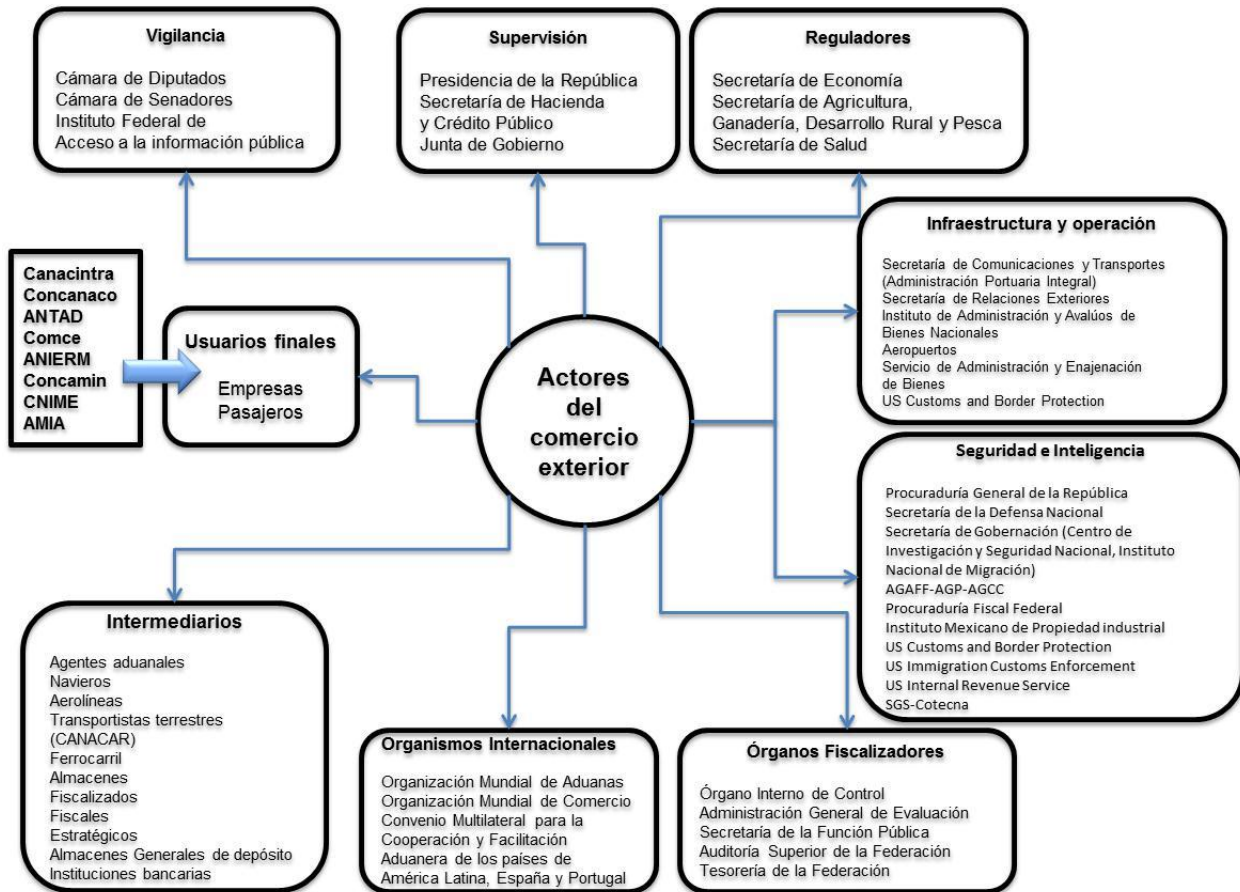 Vigilancia
Cámara de Diputados
Cámara de Senadores
Instituto Federal de
Acceso a la información pública
Supervisión
Presidencia de la República
Secretaría de Hacienda
y Crédito Público
Junta de Gobierno
Reguladores
Secretaría de Economía
Secretaría de Agricultura,
Ganadería, Desarrollo Rural y Pesca
Secretaría de Salud
Canacintra
Concanaco
ANTAD
Comce
ANIERM
Concamin
CNIME
AMIA
Usuarios finales
Empresas
Pasajeros
Actores
del
comercio
exterior
Infraestructura y operación
Secretaría de Comunicaciones y Transportes
(Administración Portuaria Integral)
Secretaría de Relaciones Exteriores
Instituto de Administración y Avalúos de
Bienes Nacionales
Aeropuertos
Servicio de Administración y Enajenación
de Bienes
US Customs and Border Protection
Seguridad e Inteligencia
Procuraduría General de la República
Secretaría de la Defensa Nacional
Secretaría de Gobernación (Centro de
Investigación y Seguridad Nacional, Instituto
Nacional de Migración)
AGAFF-AGP-AGCC
Procuraduría Fiscal Federal
Instituto Mexicano de Propiedad industrial
US Customs and Border Protection
US Immigration Customs Enforcement
US Internal Revenue Service
SGS-Cotecna
Intermediarios
Agentes aduanales
Navieros
Aerolíneas
Transportistas terrestres
(CANACAR)
Ferrocarril
Almacenes
Fiscalizados
Fiscales
Estratégicos
Almacenes Generales de depósito
Instituciones bancarias
Organismos Internacionales
Organización Mundial de Aduanas
Organización Mundial de Comercio
Convenio Multilateral para la
Cooperación y Facilitación
Aduanera de los países de
América Latina, España y Portugal
Órganos Fiscalizadores
Órgano Interno de Control
Administración General de Evaluación
Secretaría de la Función Pública
Auditoría Superior de la Federación
Tesorería de la Federación